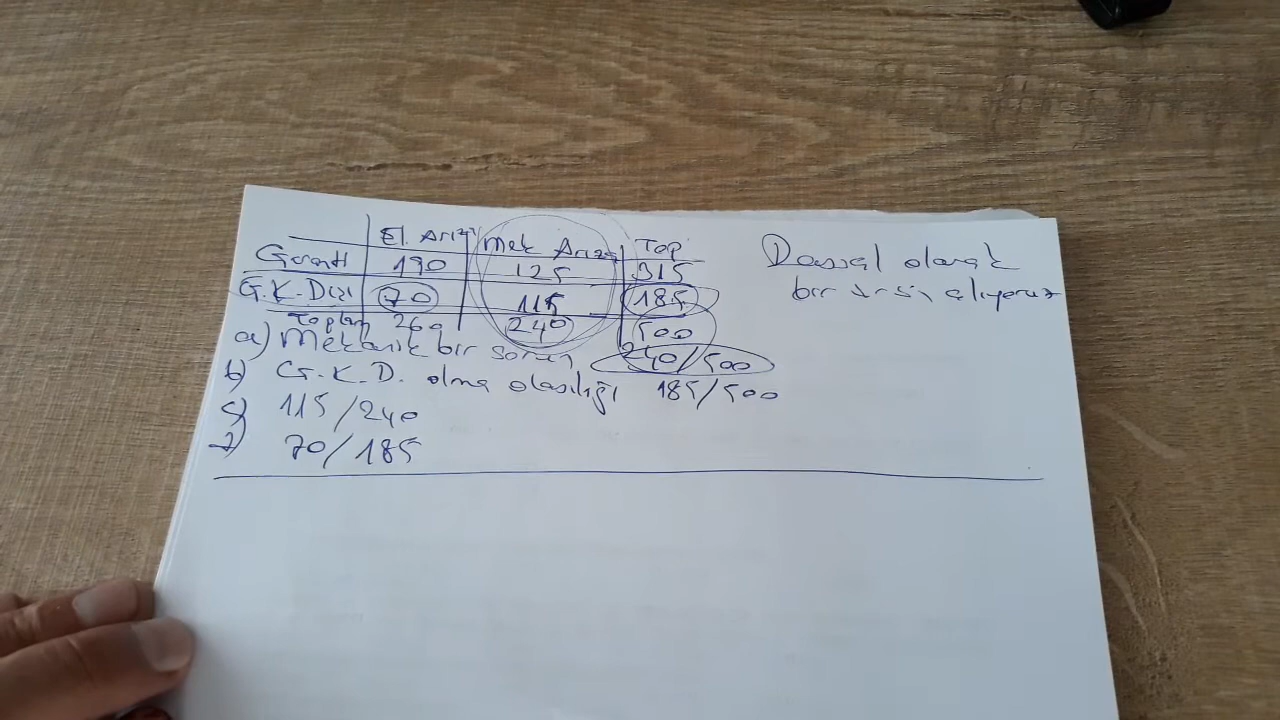 El. Arıza Mek Arıza Top
Garanti 190 125 315
G.K. Dışı 70 115 185
Toplam 260 240 500
a) Mekanik bir sorun 240/500
b) G.K.D. olma olasılığı 185/500
c) 115/240
d) 70/185
Rassal olarak
bir ürün alıyoruz